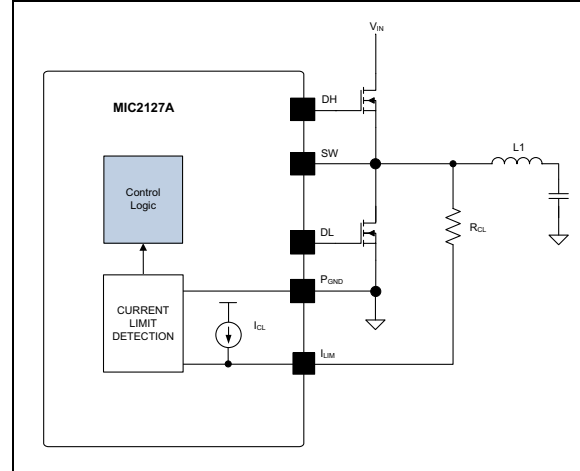 VIN
MIC2127A
DH
SW
L1
Control
Logic
DL
RCL
PGND
CURRENT
LIMIT
DETECTION
ICL
ILIM